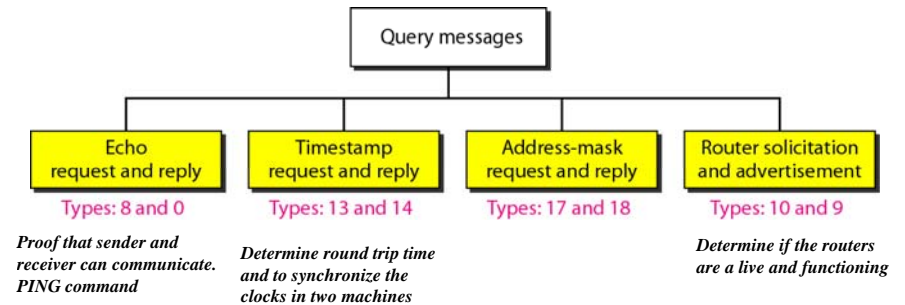 Query messages
Echo
request and reply
Types: 8 and 0
Proof that sender and
receiver can communicate.
PING command
Timestamp
request and reply
Types: 13 and 14
Determine round trip time
and to synchronize the
clocks in two machines
Address-mask
request and reply
Types: 17 and 18
Router solicitation
and advertisement
Types: 10 and 9
Determine if the routers
are a live and functioning